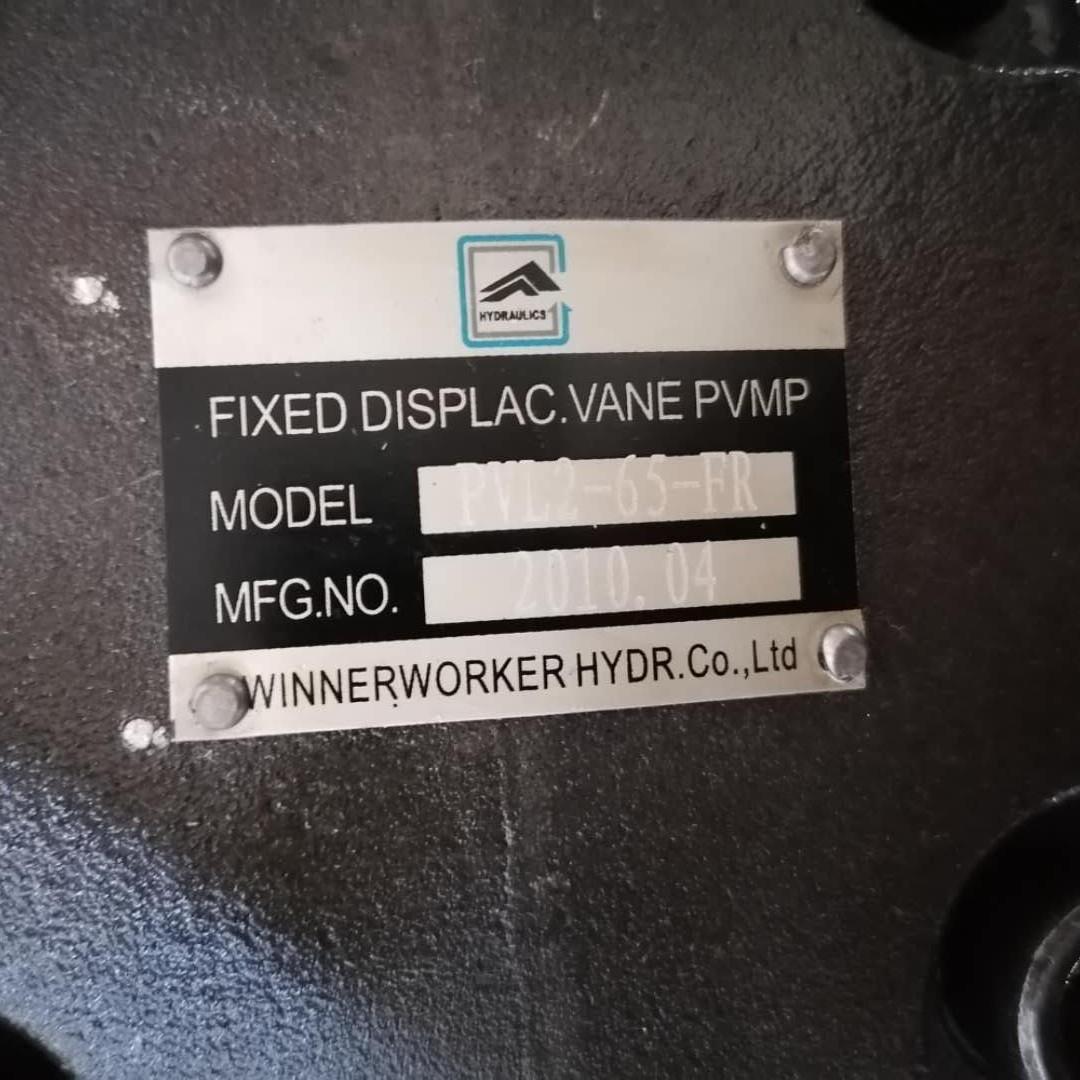 HYDRAULICS
FIXED DISPLAC.VANE PVMP
MODEL PVL2-65-FR
MFG.NO. 2010.04
WINNERWORKER HYDR.Co.,Ltd